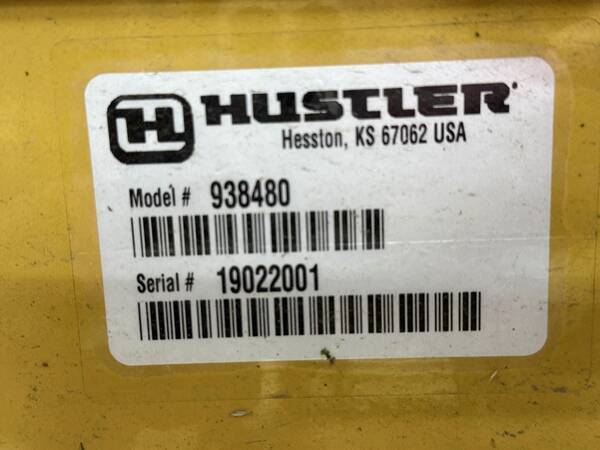 H HUSTLER
Hesston, KS 67062 USA
Model # 938480
Serial # 19022001